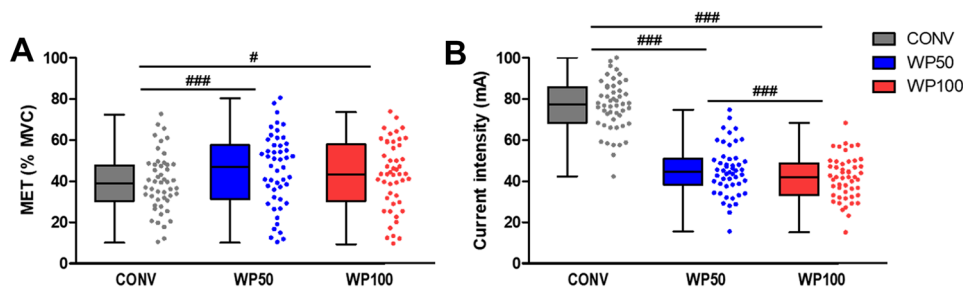 A
MET (% MVC)
100
80
60
40
20
0
#
###
CONV
WP50
WP100
B
Current intensity (mA)
100
80
60
40
20
0
###
###
###
CONV
WP50
WP100
CONV
WP50
WP100